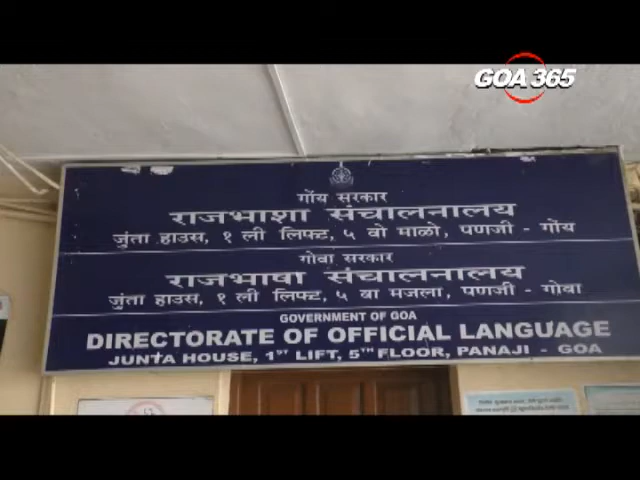 GOA 365
गोंय सरकार
राजभाशा संचालनालय
जुंता हाउस, १ ली लिफ्ट, ५ वो माळो, पणजी - गोंय
गोवा सरकार
राजभाषा संचालनालय
जुंता हाउस, १ ली लिफ्ट, ५ वा मजला, पणजी - गोवा
GOVERNMENT OF GOA
DIRECTORATE OF OFFICIAL LANGUAGE
JUNTA HOUSE, 1ST LIFT, 5TH FLOOR, PANAJI - GOA